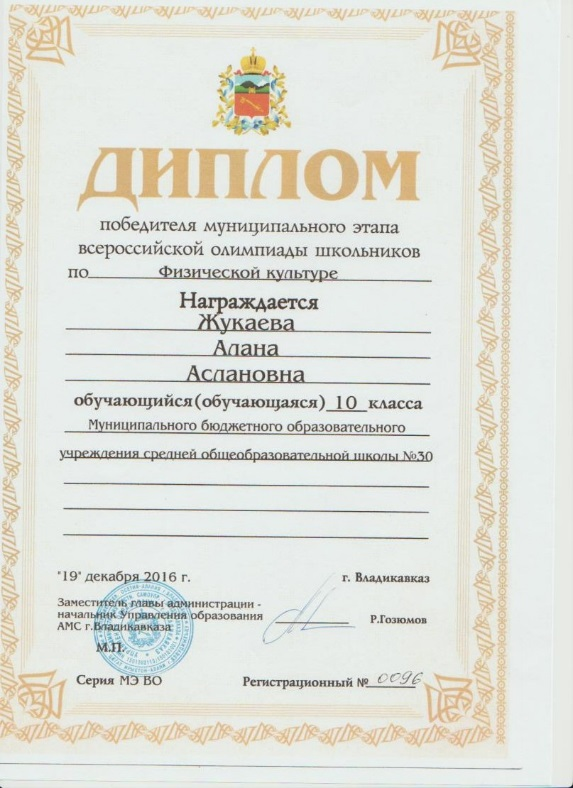 ДИПЛОМ
победителя муниципального этапа
всероссийской олимпиады школьников
по Физической культуре
Награждается
Жукаева
Алана
Аслановна
обучающийся(обучающаяся) 10 класса
Муниципального бюджетного образовательного
учреждения средней общеобразовательной школы №30
"19" декабря 2016 г.
г. Владикавказ
Заместитель главы администрации -
начальник Управления образования
АМС г.Владикавказа
Р.Гозюмов
М.П.
Серия МЭ ВО
Регистрационный № 0096